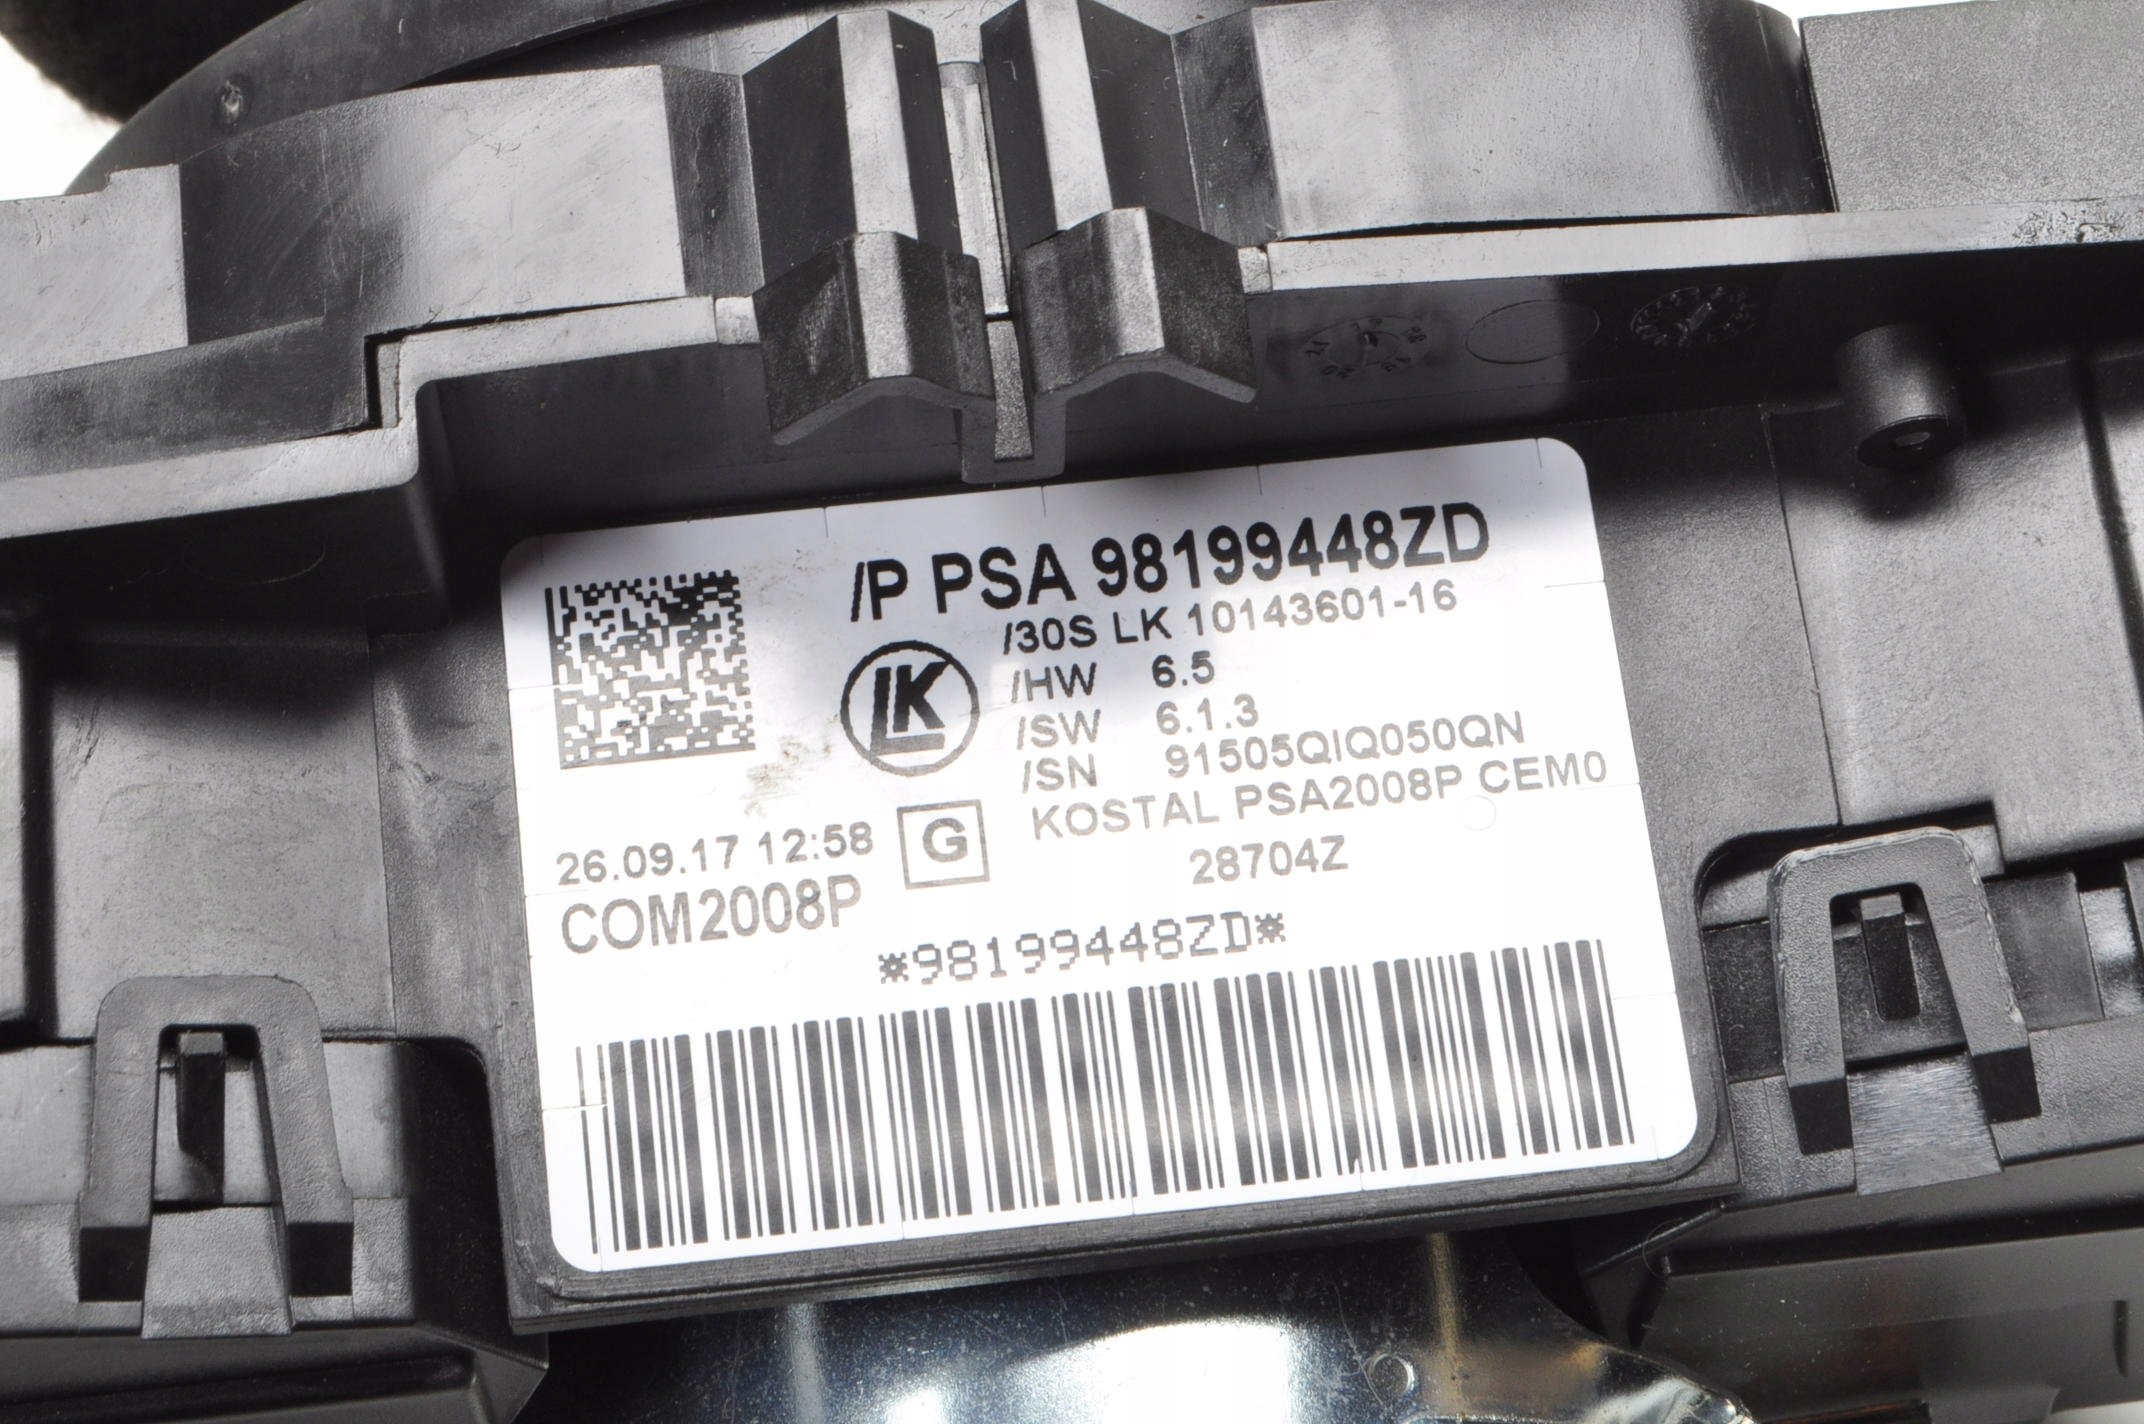 /P PSA 98199448ZD
/30S LK 10143601-16
LK
/HW 6.5
/SW 6.1.3
/SN 91505QIQ050QN
KOSTAL PSA2008P CEM0
28704Z
26.09.17 12:58 G
COM2008P
*98199448ZD*